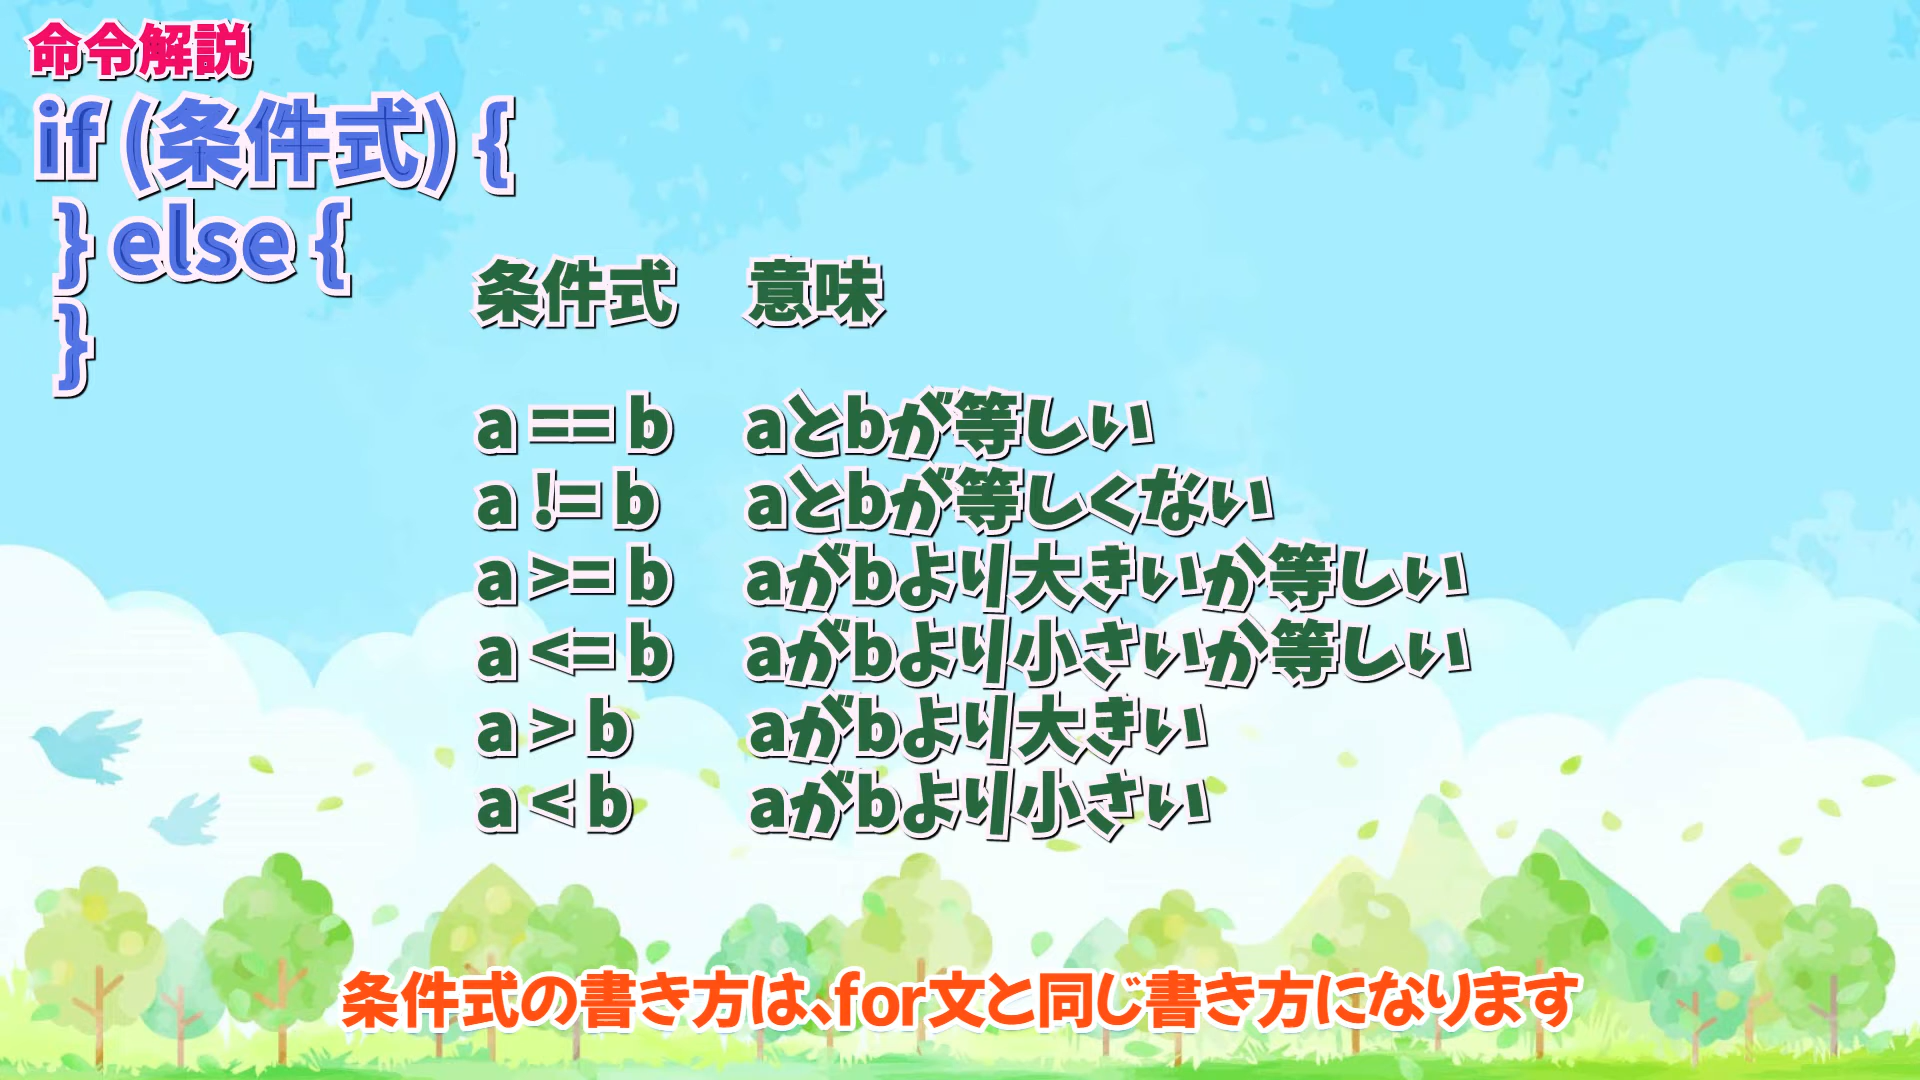 命令解説
if (条件式) {
} else {
}
条件式 意味
a == b aとbが等しい
a != b aとbが等しくない
a >= b aがbより大きいか等しい
a <= b aがbより小さいか等しい
a > b aがbより大きい
a < b aがbより小さい
条件式の書き方は、for文と同じ書き方になります